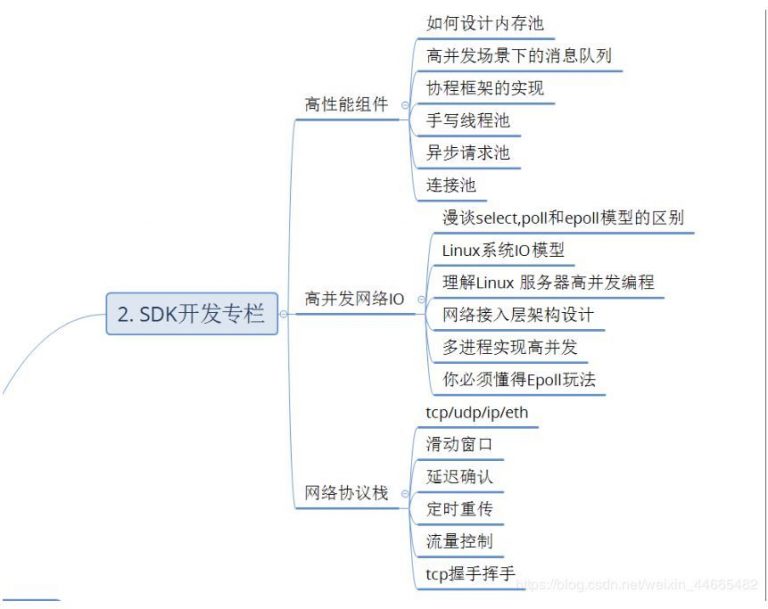 如何设计内存池
高并发场景下的消息队列
协程框架的实现
高性能组件
手写线程池
异步请求池
连接池
漫谈select,poll和epoll模型的区别
Linux系统IO模型
理解Linux 服务器高并发编程
高并发网络IO
2. SDK开发专栏
网络接入层架构设计
多进程实现高并发
你必须懂得Epoll玩法
tcp/udp/ip/eth
滑动窗口
延迟确认
网络协议栈
定时重传
流量控制
tcp握手挥手
https://blog.csdn.net/weixin_44665482